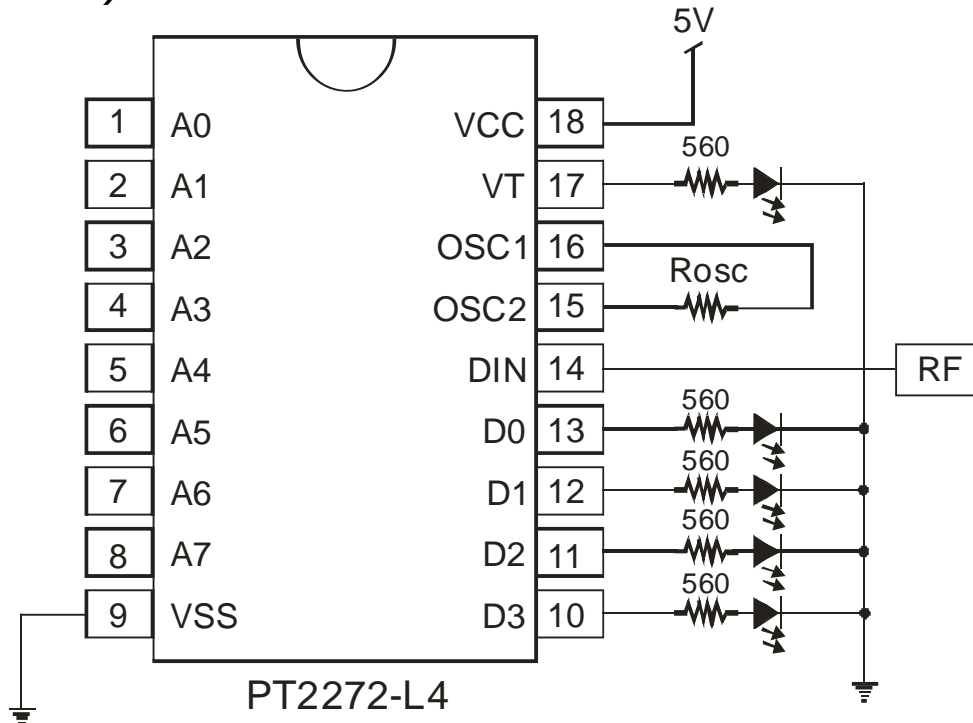 )
5V
1 A0 VCC 18
560
2 A1 VT 17
3 A2 OSC1 16
Rosc
4 A3 OSC2 15
5 A4 DIN 14 RF
560
6 A5 D0 13
560
7 A6 D1 12
560
8 A7 D2 11
560
9 VSS D3 10
PT2272-L4